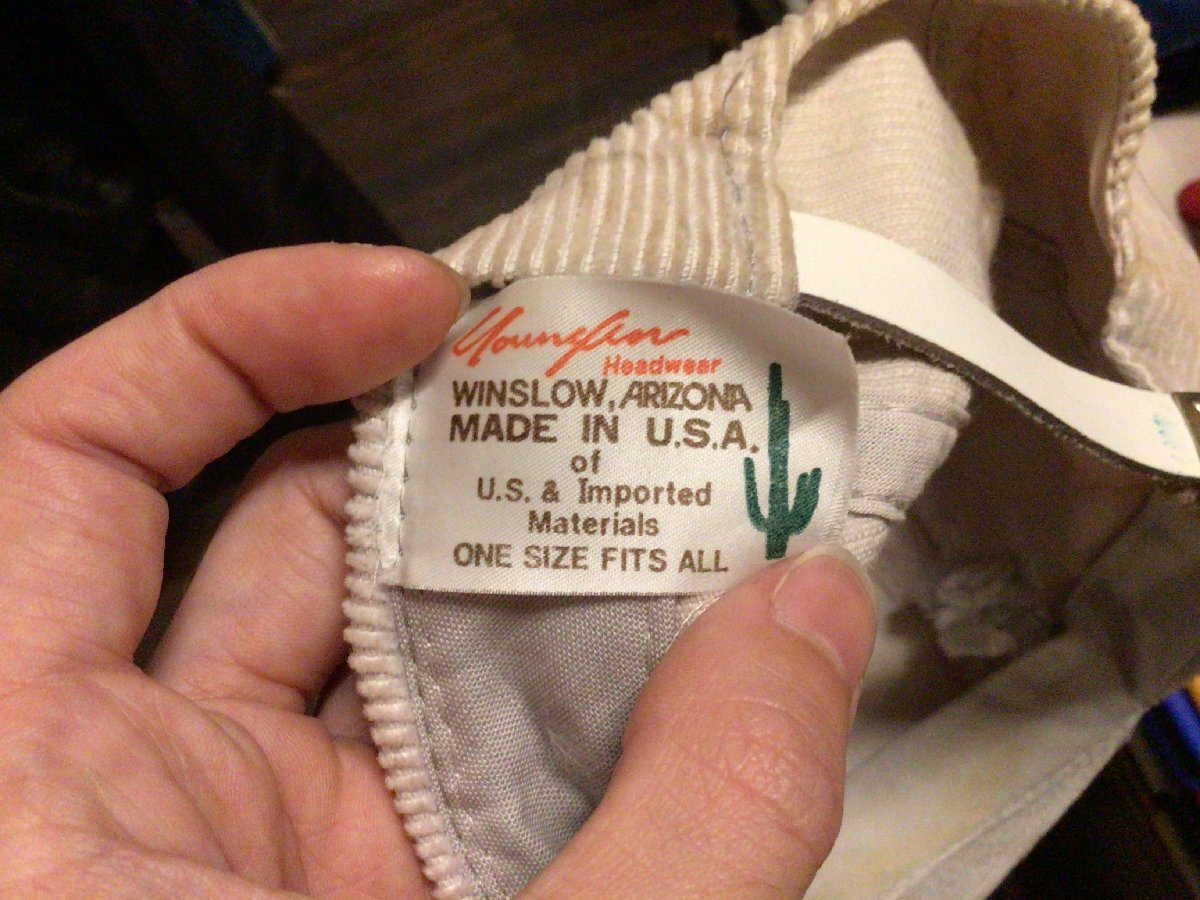 YoungAn
Headwear
WINSLOW, ARIZONA
MADE IN U.S.A.
of
U.S. & Imported
Materials
ONE SIZE FITS ALL